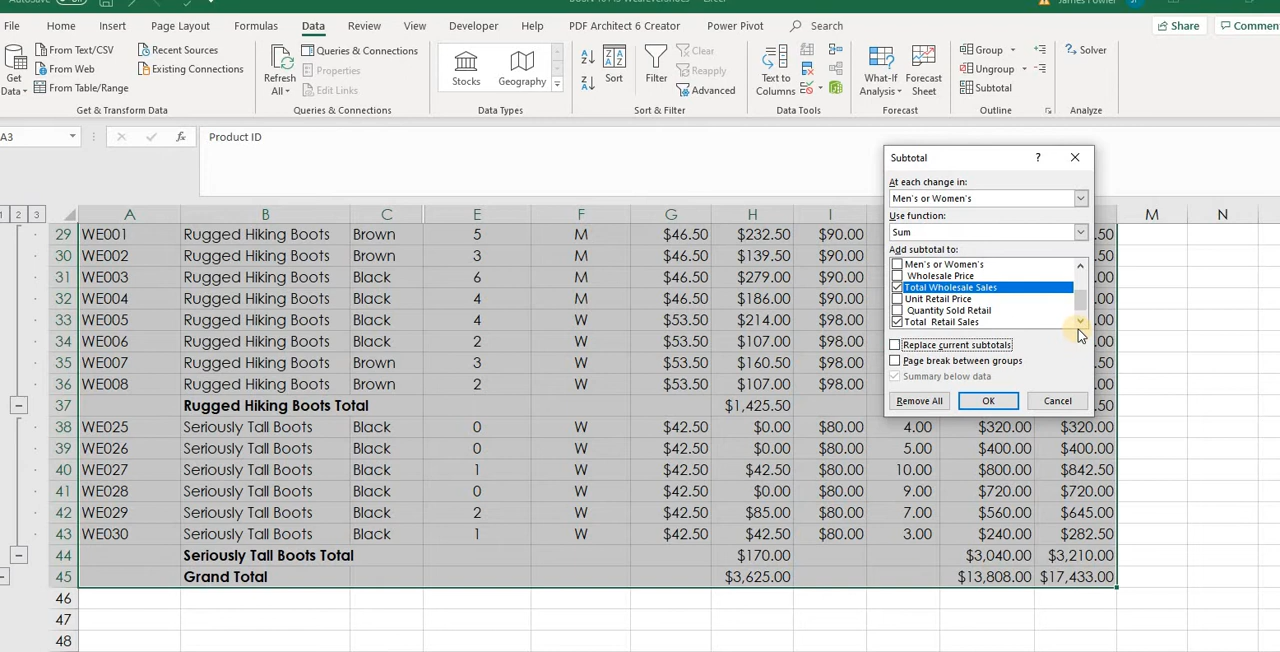 File Home Insert Page Layout Formulas Data Review View Developer Help PDF Architect 6 Creator Power Pivot Search Share
Get Data
From Text/CSV
From Web
From Table/Range
Recent Sources
Existing Connections
Get & Transform Data
Refresh All
Queries & Connections
Properties
Edit Links
Queries & Connections
Stocks Geography
Data Types
Sort
Filter
Clear
Reapply
Advanced
Sort & Filter
Text to Columns
Data Tools
What-If Analysis
Forecast Sheet
Forecast
Group
Ungroup
Subtotal
Outline
Solver
Analyze
A3 fx Product ID
1 2 3 A B C E F G H I M N
29 WE001 Rugged Hiking Boots Brown 5 M $46.50 $232.50 $90.00
30 WE002 Rugged Hiking Boots Brown 3 M $46.50 $139.50 $90.00
31 WE003 Rugged Hiking Boots Black 6 M $46.50 $279.00 $90.00
32 WE004 Rugged Hiking Boots Black 4 M $46.50 $186.00 $90.00
33 WE005 Rugged Hiking Boots Black 4 W $53.50 $214.00 $98.00
34 WE006 Rugged Hiking Boots Black 2 W $53.50 $107.00 $98.00
35 WE007 Rugged Hiking Boots Brown 3 W $53.50 $160.50 $98.00
36 WE008 Rugged Hiking Boots Brown 2 W $53.50 $107.00 $98.00
37 Rugged Hiking Boots Total $1,425.50
38 WE025 Seriously Tall Boots Black 0 W $42.50 $0.00 $80.00 4.00 $320.00 $320.00
39 WE026 Seriously Tall Boots Black 0 W $42.50 $0.00 $80.00 5.00 $400.00 $400.00
40 WE027 Seriously Tall Boots Black 1 W $42.50 $42.50 $80.00 10.00 $800.00 $842.50
41 WE028 Seriously Tall Boots Black 0 W $42.50 $0.00 $80.00 9.00 $720.00 $720.00
42 WE029 Seriously Tall Boots Black 2 W $42.50 $85.00 $80.00 7.00 $560.00 $645.00
43 WE030 Seriously Tall Boots Black 1 W $42.50 $42.50 $80.00 3.00 $240.00 $282.50
44 Seriously Tall Boots Total $170.00 $3,040.00 $3,210.00
45 Grand Total $3,625.00 $13,808.00 $17,433.00
46
47
48
Subtotal ?
At each change in:
Men's or Women's
Use function:
Sum
Add subtotal to:
Men's or Women's
Wholesale Price
Total Wholesale Sales
Unit Retail Price
Quantity Sold Retail
Total Retail Sales
Replace current subtotals
Page break between groups
Summary below data
Remove All OK Cancel